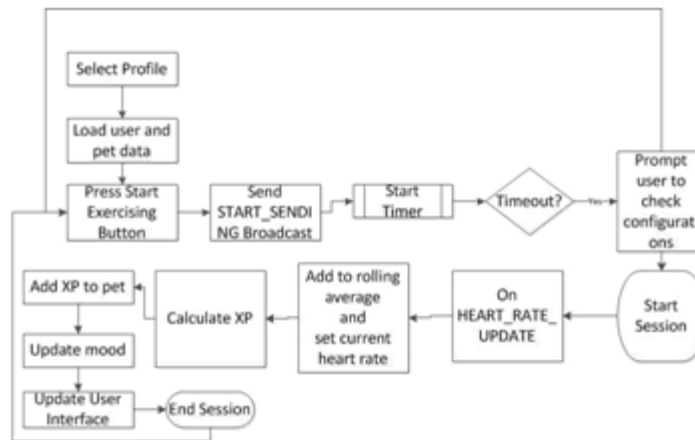 Select Profile
Load user and
pet data
Press Start
Exercising
Button
Send
START_SENDI
NG Broadcast
Start
Timer
Timeout?
Yes
Prompt
user to
check
configurati
ons
Start
Session
On
HEART_RATE_
UPDATE
Add to rolling
average
and
set current
heart rate
Calculate XP
Add XP to pet
Update mood
Update User
Interface
End Session